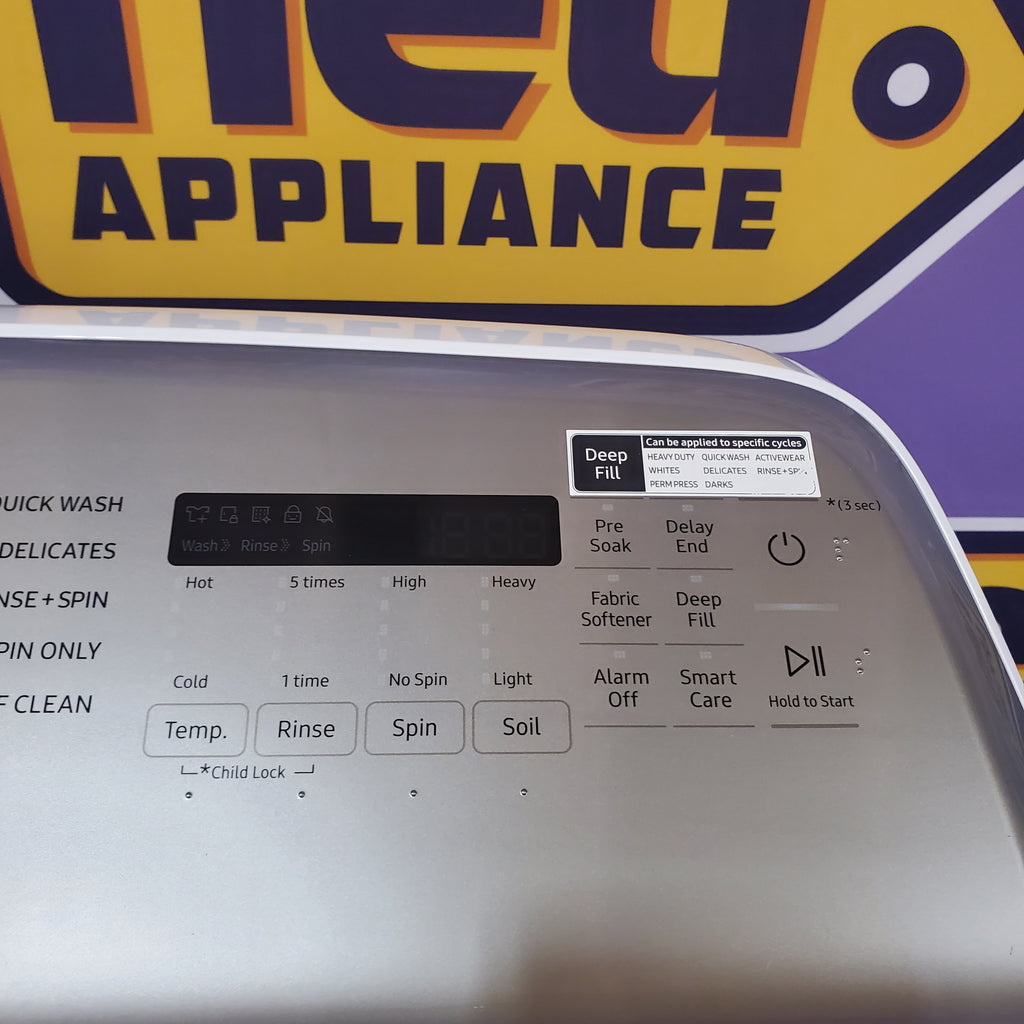 APPLIANCE
Deep Fill
Can be applied to specific cycles
HEAVY DUTY QUICK WASH ACTIVEWEAR
WHITES DELICATES RINSE+
PERM PRESS DARKS
*(3 sec)
QUICK WASH
DELICATES
NSE + SPIN
PIN ONLY
F CLEAN
Wash Rinse Spin
Hot 5 times High Heavy
Cold 1 time No Spin Light
Temp. Rinse Spin Soil
*Child Lock
Pre Soak
Delay End
Fabric Softener
Deep Fill
Alarm Off
Smart Care
Hold to Start